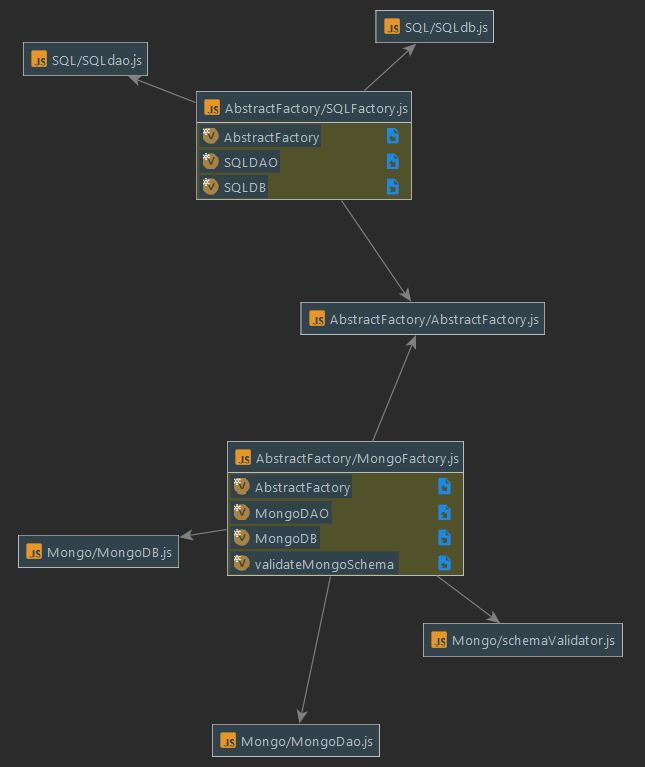 JS SQL/SQLdb.js
JS SQL/SQLdao.js
JS AbstractFactory/SQLFactory.js
V AbstractFactory
V SQLDAO
V SQLDB
JS AbstractFactory/AbstractFactory.js
JS AbstractFactory/MongoFactory.js
V AbstractFactory
V MongoDAO
V MongoDB
V validateMongoSchema
JS Mongo/MongoDB.js
JS Mongo/schemaValidator.js
JS Mongo/MongoDao.js